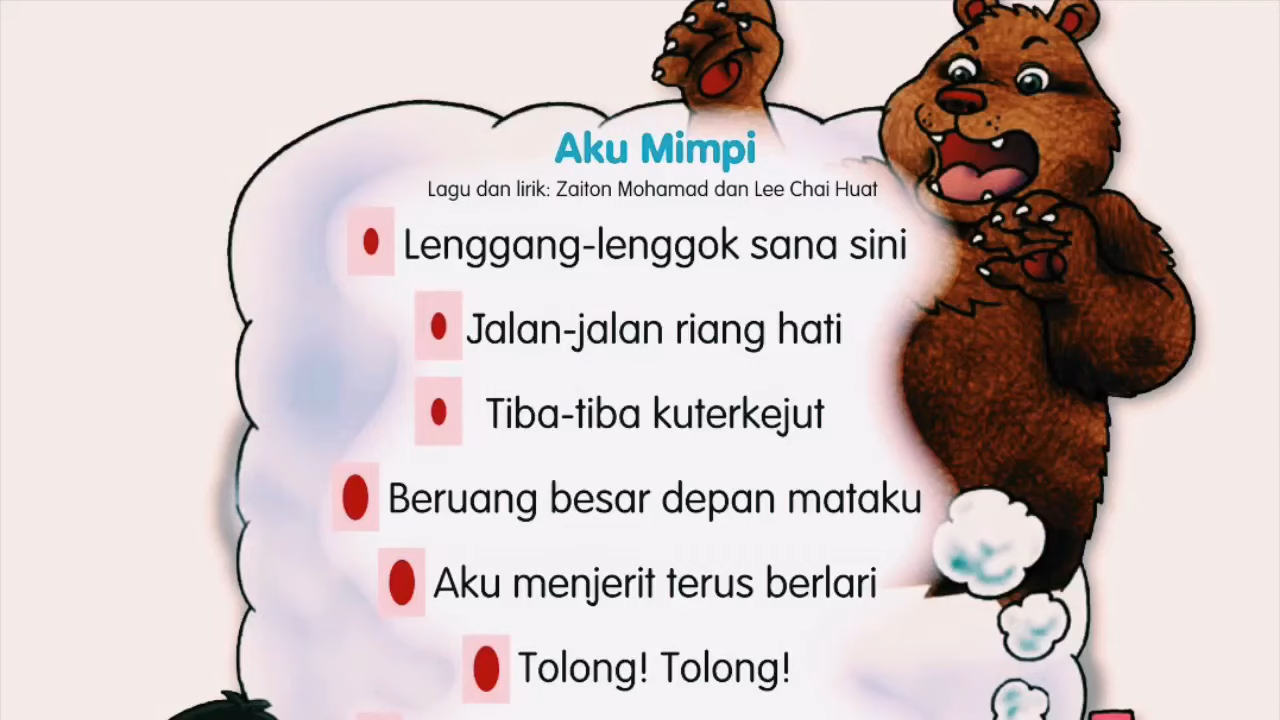 Aku Mimpi
Lagu dan lirik: Zaiton Mohamad dan Lee Chai Huat
Lenggang-lenggok sana sini
Jalan-jalan riang hati
Tiba-tiba kuterkejut
Beruang besar depan mataku
Aku menjerit terus berlari
Tolong! Tolong!